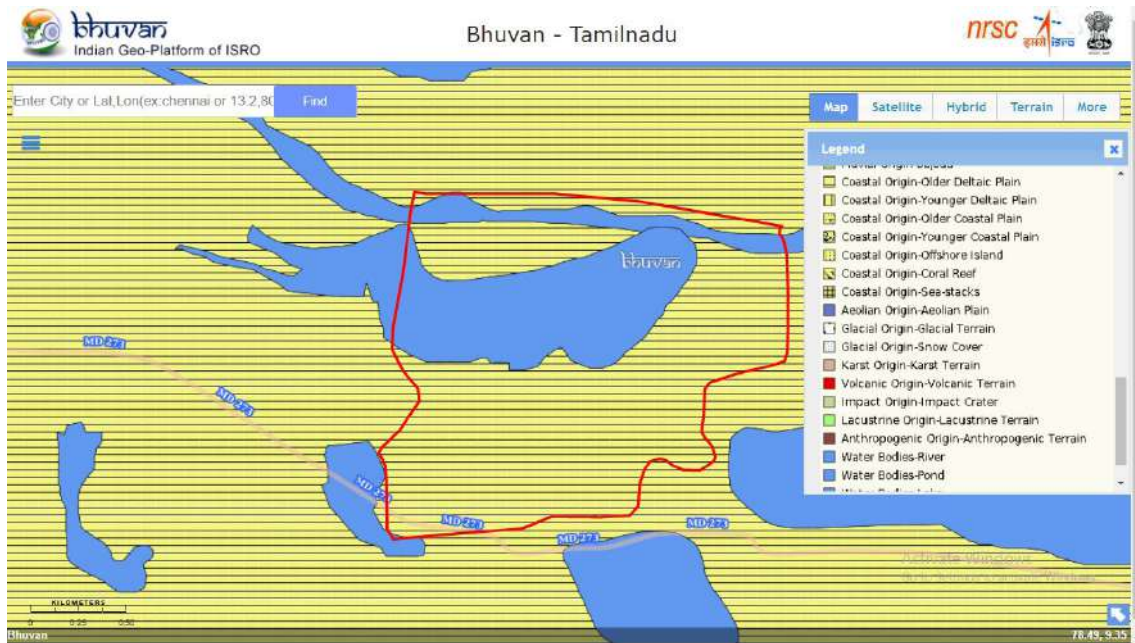 bhuvan
Indian Geo-Platform of ISRO
Bhuvan - Tamilnadu
nrsc
इसरो isro
Enter City or Lat,Lon(ex:chennai or 13.2,80
Find
Map
Satellite
Hybrid
Terrain
More
Legend
Coastal Origin-Older Deltaic Plain
Coastal Origin-Younger Deltaic Plain
Coastal Origin-Older Coastal Plain
Coastal Origin-Younger Coastal Plain
Coastal Origin-Offshore Island
Coastal Origin-Coral Reef
Coastal Origin-Sea-stacks
Aeolian Origin-Aeolian Plain
Glacial Origin-Glacial Terrain
Glacial Origin-Snow Cover
Karst Origin-Karst Terrain
Volcanic Origin-Volcanic Terrain
Impact Origin-Impact Crater
Lacustrine Origin-Lacustrine Terrain
Anthropogenic Origin-Anthropogenic Terrain
Water Bodies-River
Water Bodies-Pond
bhuvan
MD 273
MD 273
MD 273
MD 273
MD 273
MD 273
Activate Windows
KILOMETERS
0 0.25 0.50
Bhuvan
78.49, 9.35